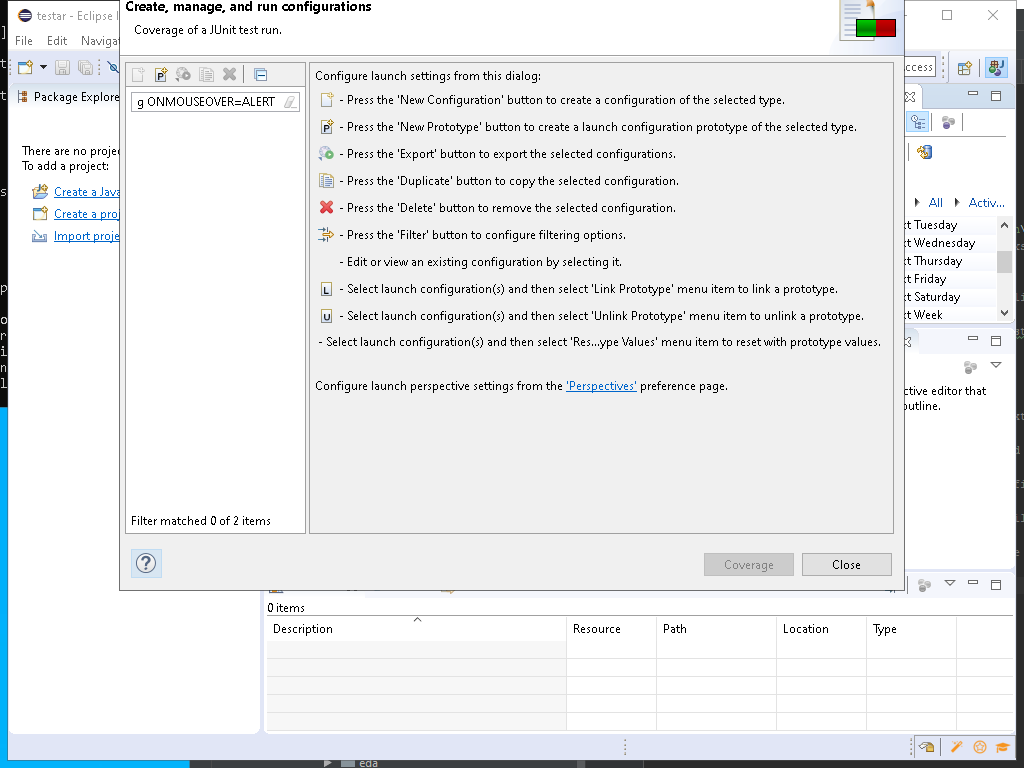 Create, manage, and run configurations
testar - Eclipse
Coverage of a JUnit test run.
File Edit Navigat
Package Explore
There are no projec
To add a project:
Create a Java
Create a proj
Import proje
g ONMOUSEOVER=ALERT
Filter matched 0 of 2 items
Configure launch settings from this dialog:
- Press the 'New Configuration' button to create a configuration of the selected type.
- Press the 'New Prototype' button to create a launch configuration prototype of the selected type.
- Press the 'Export' button to export the selected configurations.
- Press the 'Duplicate' button to copy the selected configuration.
- Press the 'Delete' button to remove the selected configuration.
- Press the 'Filter' button to configure filtering options.
- Edit or view an existing configuration by selecting it.
L - Select launch configuration(s) and then select 'Link Prototype' menu item to link a prototype.
U - Select launch configuration(s) and then select 'Unlink Prototype' menu item to unlink a prototype.
- Select launch configuration(s) and then select 'Res...ype Values' menu item to reset with prototype values.
Configure launch perspective settings from the 'Perspectives' preference page.
Coverage
Close
ccess
All Activ...
xt Tuesday
xt Wednesday
xt Thursday
xt Friday
xt Saturday
xt Week
ctive editor that
outline.
0 items
Description Resource Path Location Type
eda